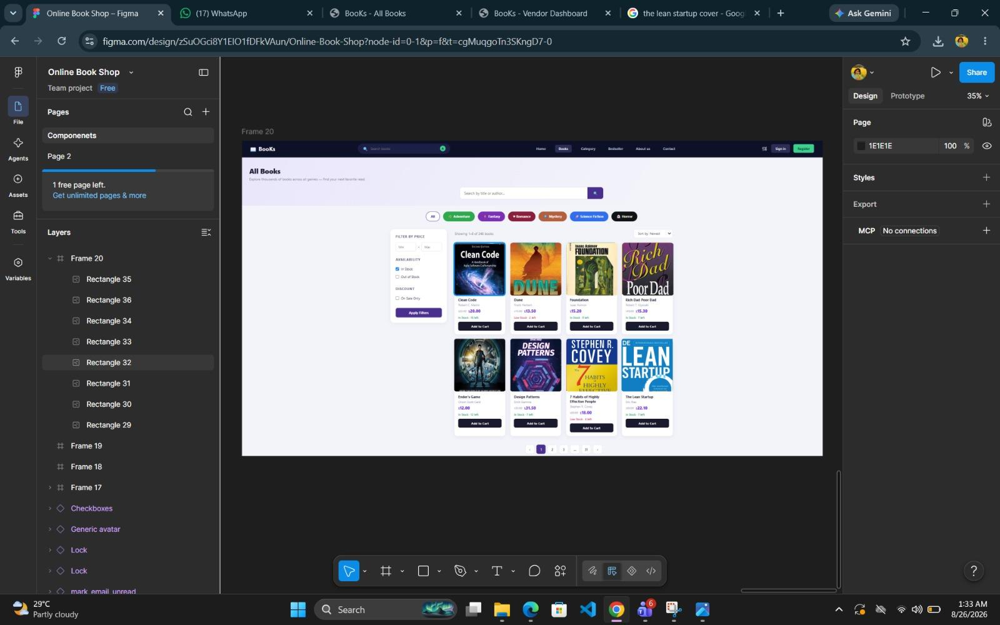 Online Book Shop – Figma
(17) WhatsApp
BooKs - All Books
BooKs - Vendor Dashboard
the lean startup cover - Goog
Ask Gemini
figma.com/design/zSuOGci8Y1EIO1fDFkVAun/Online-Book-Shop?node-id=0-1&p=f&t=cgMuqgoTn3SKngD7-0
File
Agents
Assets
Tools
Variables
Online Book Shop
Team project Free
Pages
Componenets
Page 2
1 free page left.
Get unlimited pages & more
Layers
Frame 20
Rectangle 35
Rectangle 36
Rectangle 34
Rectangle 33
Rectangle 32
Rectangle 31
Rectangle 30
Rectangle 29
Frame 19
Frame 18
Frame 17
Checkboxes
Generic avatar
Lock
Lock
mark_email_unread
Frame 20
BooKs
Search books
Home
Books
Category
Bestseller
About us
Contact
Sign in
Register
All Books
Explore thousands of books across all genres — find your next favorite read.
Search by title or author...
All
Adventure
Fantasy
Romance
Mystery
Science Fiction
Horror
FILTER BY PRICE
Min - Max
AVAILABILITY
In Stock
Out of Stock
DISCOUNT
On Sale Only
Apply Filters
Showing 1–8 of 248 books
Sort by: Newest
SECOND EDITION
Clean Code
A Handbook of
Agile Software Craftsmanship
DUNE
Isaac Asimov
FOUNDATION
Rich
Dad
Poor Dad
Clean Code
Robert C. Martin
$20.00
In Stock · 10 left
Add to Cart
Dune
Frank Herbert
$13.50
Low Stock · 2 left
Add to Cart
Foundation
Isaac Asimov
$15.20
In Stock · 9 left
Add to Cart
Rich Dad Poor Dad
Robert T. Kiyosaki
$15.30
In Stock · 7 left
Add to Cart
DESIGN
PATTERNS
STEPHEN R.
COVEY
The
7
HABITS
of
HIGHLY
EFFECTIVE
DE
INTERNATIONAL BESTSELLER
LEAN
STARTUP
Ender's Game
Orson Scott Card
$12.00
In Stock · 12 left
Add to Cart
Design Patterns
Erich Gamma
$31.50
In Stock · 7 left
Add to Cart
7 Habits of Highly
Effective People
Stephen R. Covey
$18.00
Low Stock · 3 left
Add to Cart
The Lean Startup
Eric Ries
$22.10
In Stock · 7 left
Add to Cart
‹ 1 2 3 ... 31 ›
Share
Design
Prototype
35%
Page
1E1E1E 100 %
Styles
Export
MCP No connections
?
29°C
Partly cloudy
Search
6
1:33 AM
8/26/2026